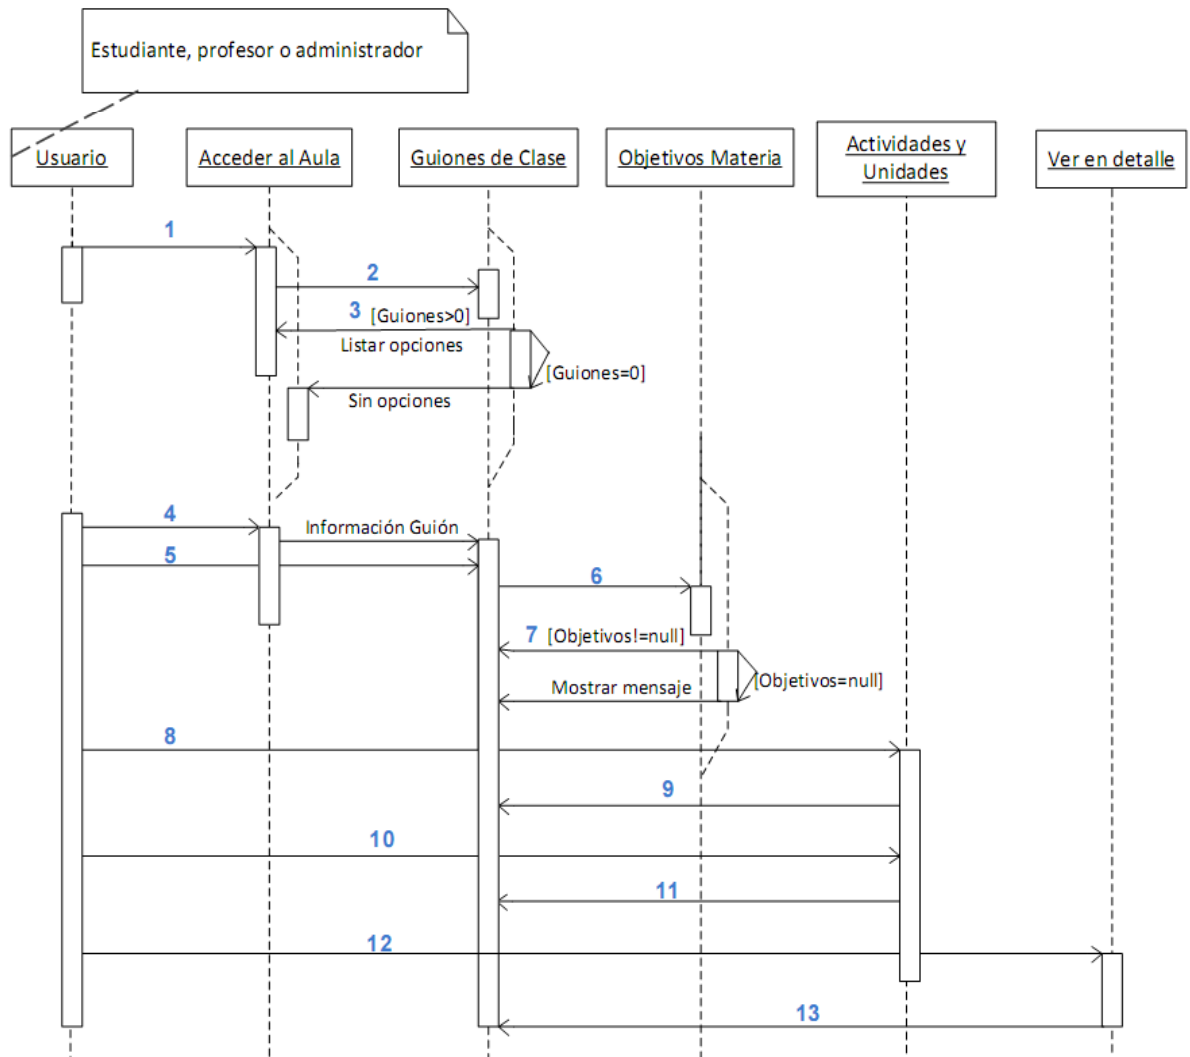 Estudiante, profesor o administrador
Usuario
Acceder al Aula
Guiones de Clase
Objetivos Materia
Actividades y
Unidades
Ver en detalle
1
2
3 [Guiones>0]
Listar opciones
[Guiones=0]
Sin opciones
4
Información Guión
5
6
7 [Objetivos!=null]
[Objetivos=null]
Mostrar mensaje
8
9
10
11
12
13